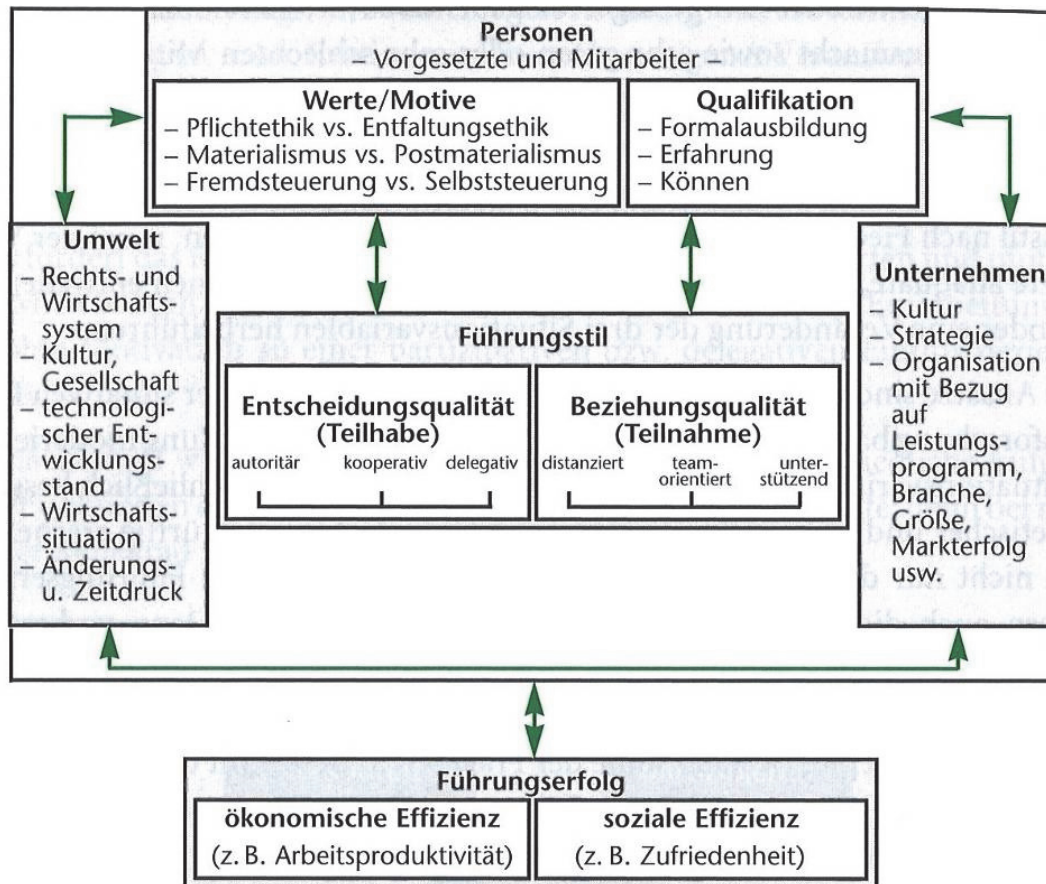 Personen
– Vorgesetzte und Mitarbeiter –
Werte/Motive
– Pflichtethik vs. Entfaltungsethik
– Materialismus vs. Postmaterialismus
– Fremdsteuerung vs. Selbststeuerung
Qualifikation
– Formalausbildung
– Erfahrung
– Können
Umwelt
– Rechts- und
Wirtschafts-
system
– Kultur,
Gesellschaft
– technologi-
scher Ent-
wicklungs-
stand
– Wirtschafts-
situation
– Änderungs-
u. Zeitdruck
Führungsstil
Entscheidungsqualität
(Teilhabe)
autoritär kooperativ delegativ
Beziehungsqualität
(Teilnahme)
distanziert team-
orientiert unter-
stützend
Unternehmen
– Kultur
– Strategie
– Organisation
mit Bezug
auf
Leistungs-
programm,
Branche,
Größe,
Markterfolg
usw.
Führungserfolg
ökonomische Effizienz
(z. B. Arbeitsproduktivität)
soziale Effizienz
(z. B. Zufriedenheit)